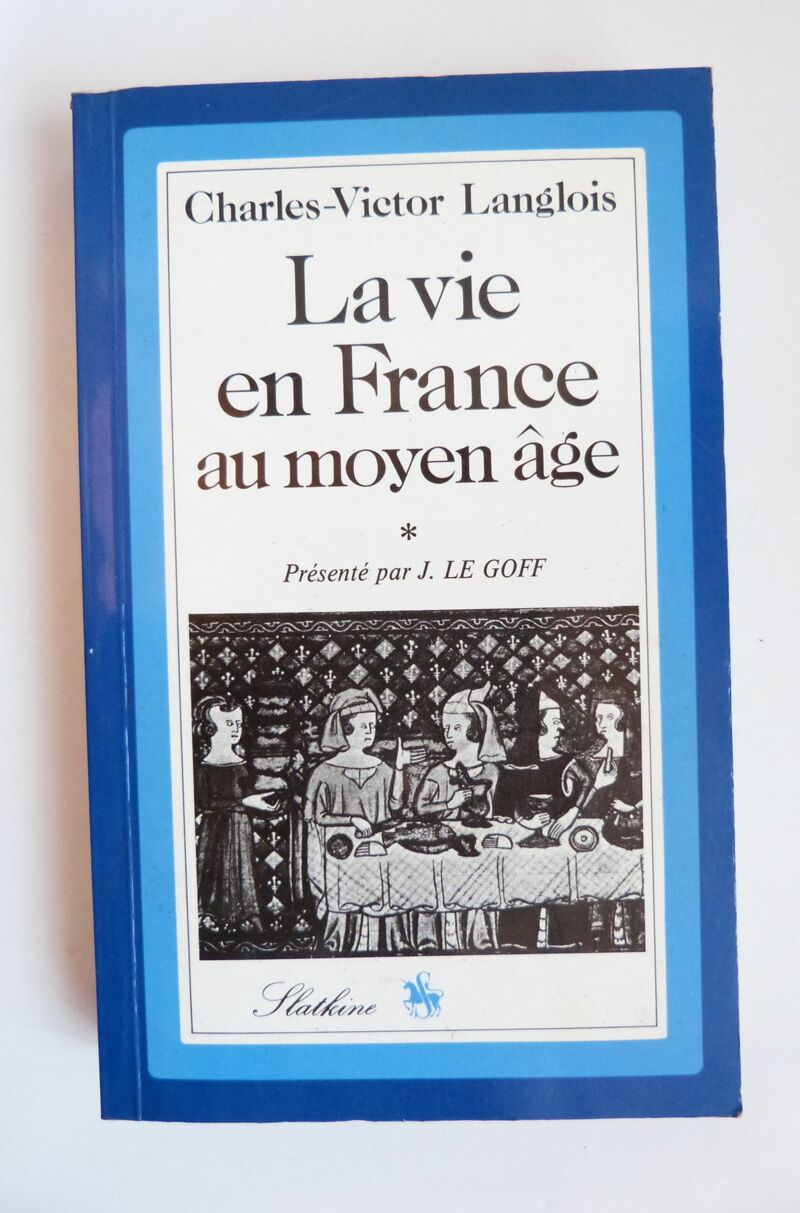 Charles-Victor Langlois
La vie
en France
au moyen âge
*
Présenté par J. LE GOFF
Slatkine